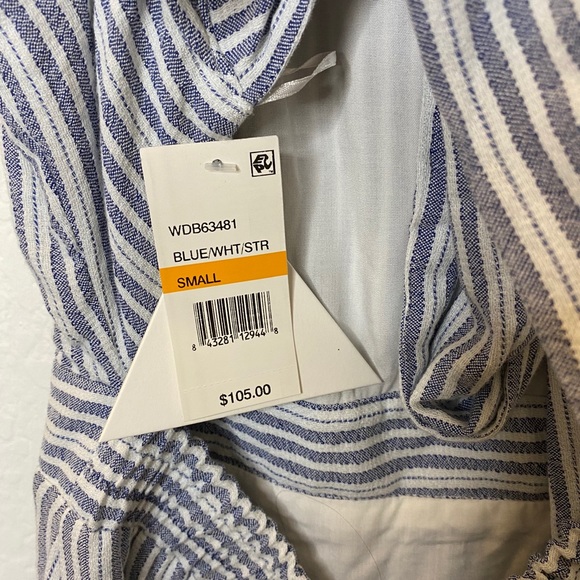 WDB63481
BLUE/WHT/STR
SMALL
8 43281 12944 8
$105.00